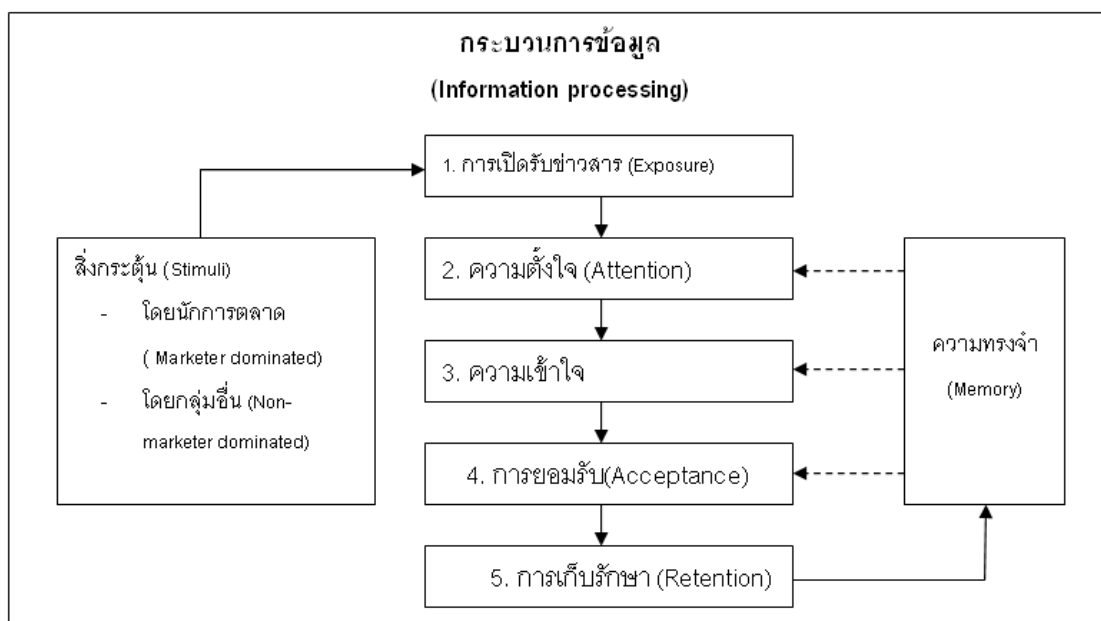 กระบวนการข้อมูล
(Information processing)
1. การเปิดรับข่าวสาร (Exposure)
สิ่งกระตุ้น (Stimuli)
- โดยนักการตลาด
( Marketer dominated)
- โดยกลุ่มอื่น (Non-
marketer dominated)
2. ความตั้งใจ (Attention)
3. ความเข้าใจ
4. การยอมรับ(Acceptance)
5. การเก็บรักษา (Retention)
ความทรงจำ
(Memory)